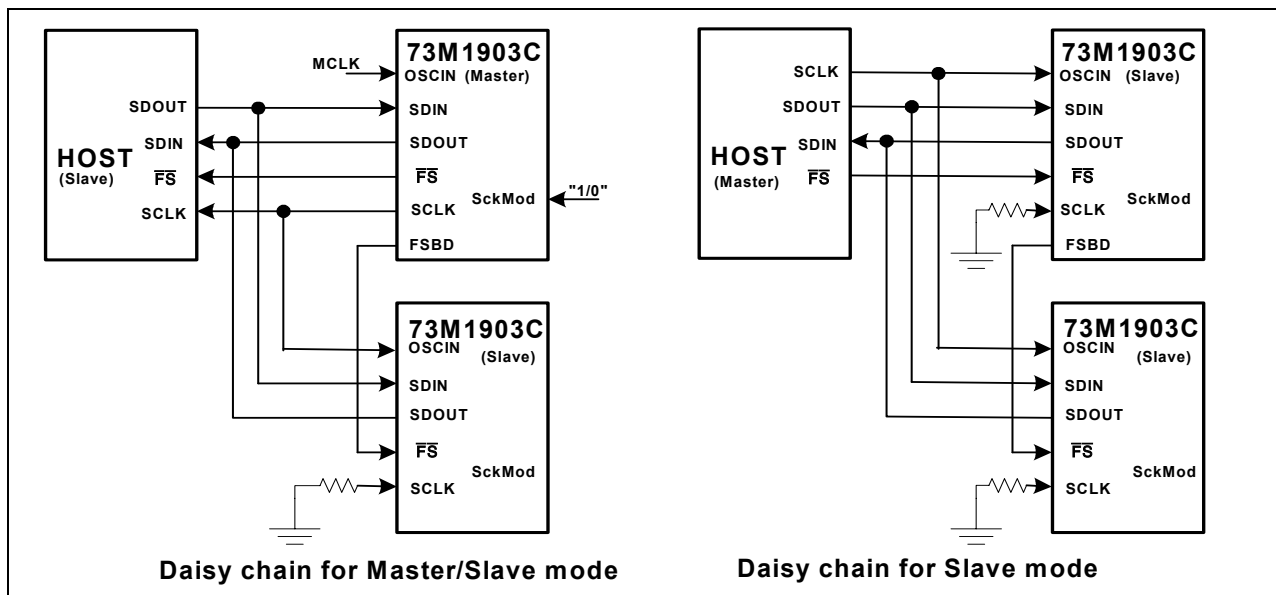 73M1903C
MCLK
OSCIN (Master)
SDOUT
SDIN
SDIN
SDOUT
HOST
(Slave)
FS
FS
SckMod
"1/0"
SCLK
SCLK
FSBD
73M1903C
OSCIN
(Slave)
SDIN
SDOUT
FS
SckMod
SCLK
Daisy chain for Master/Slave mode
73M1903C
SCLK
OSCIN (Slave)
SDOUT
SDIN
SDIN
SDOUT
HOST
(Master)
FS
FS
SCLK
SckMod
FSBD
73M1903C
OSCIN
(Slave)
SDIN
SDOUT
FS
SckMod
SCLK
Daisy chain for Slave mode